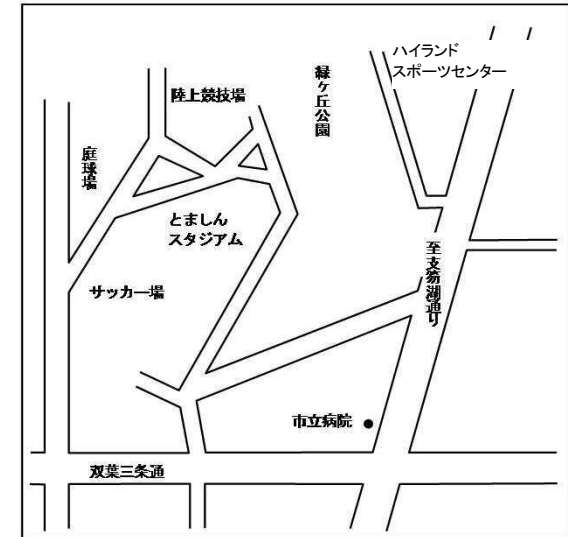 ハイランド
スポーツセンター
陸上競技場
緑ケ丘公園
庭球場
とましん
スタジアム
サッカー場
至支笏湖通り
市立病院
双葉三条通